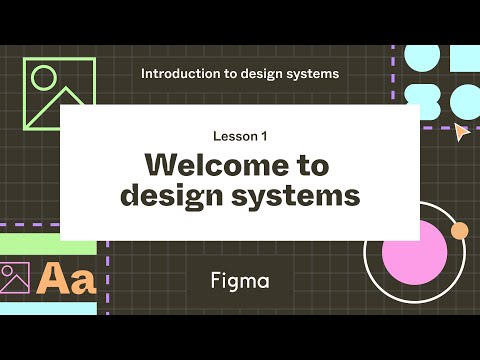 Introduction to design systems
Lesson 1
Welcome to
design systems
Aa
Figma